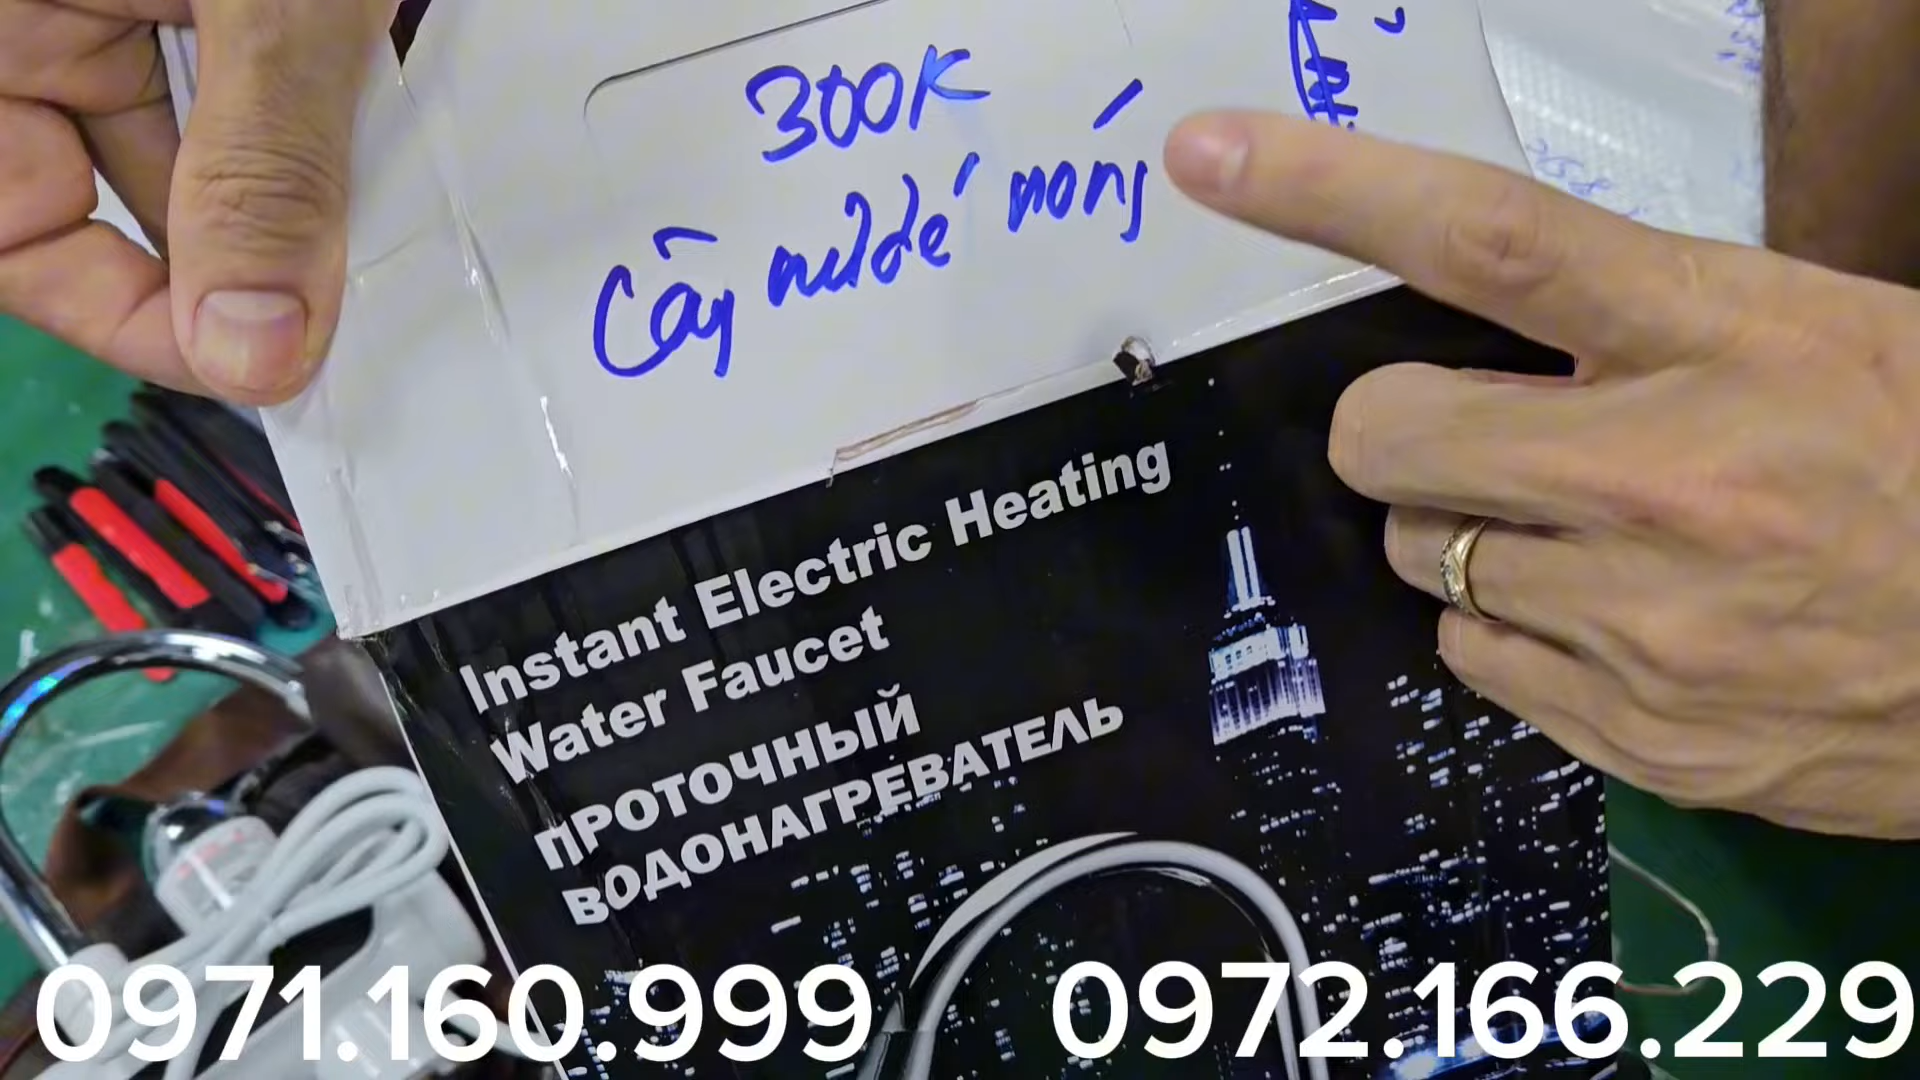 300K
Cây nước nóng
Instant Electric Heating
Water Faucet
ПРОТОЧНЫЙ
ВОДОНАГРЕВАТЕЛЬ
0971.160.999
0972.166.229